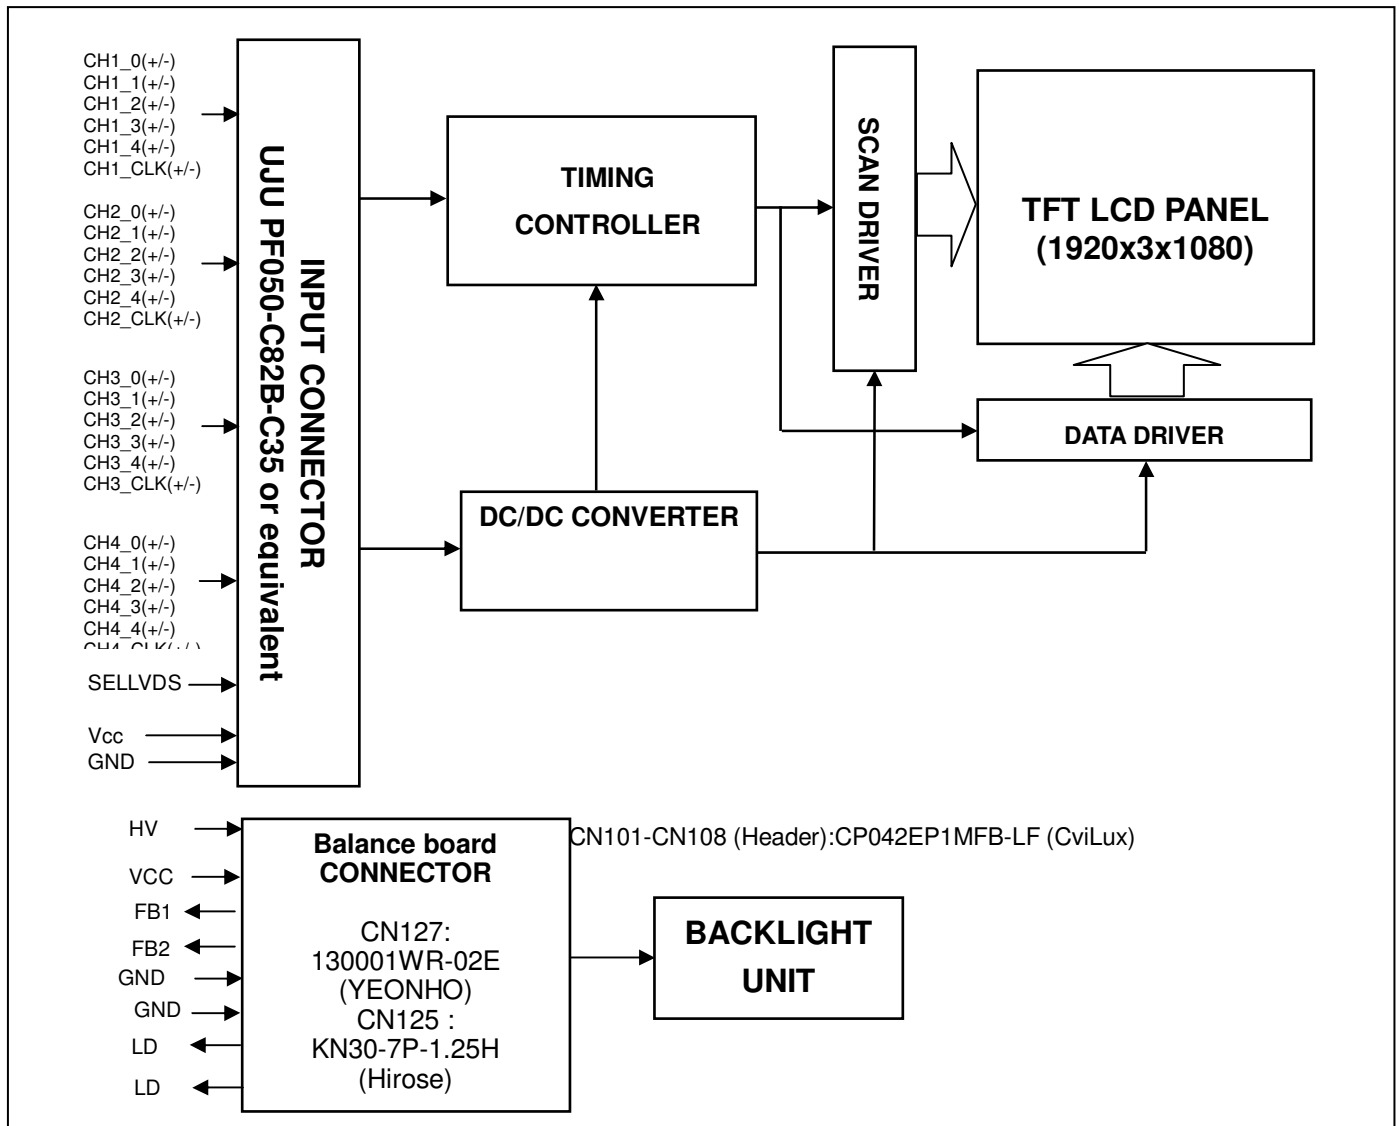 CH1_0(+/-)
CH1_1(+/-)
CH1_2(+/-)
CH1_3(+/-)
CH1_4(+/-)
CH1_CLK(+/-)
CH2_0(+/-)
CH2_1(+/-)
CH2_2(+/-)
CH2_3(+/-)
CH2_4(+/-)
CH2_CLK(+/-)
CH3_0(+/-)
CH3_1(+/-)
CH3_2(+/-)
CH3_3(+/-)
CH3_4(+/-)
CH3_CLK(+/-)
CH4_0(+/-)
CH4_1(+/-)
CH4_2(+/-)
CH4_3(+/-)
CH4_4(+/-)
CH4_CLK(+/-)
SELLVDS
Vcc
GND
INPUT CONNECTOR
UJU PF050-C82B-C35 or equivalent
TIMING
CONTROLLER
SCAN DRIVER
TFT LCD PANEL
(1920x3x1080)
DATA DRIVER
DC/DC CONVERTER
HV
VCC
FB1
FB2
GND
GND
LD
LD
Balance board
CONNECTOR
CN127:
130001WR-02E
(YEONHO)
CN125 :
KN30-7P-1.25H
(Hirose)
CN101-CN108 (Header):CP042EP1MFB-LF (CviLux)
BACKLIGHT
UNIT